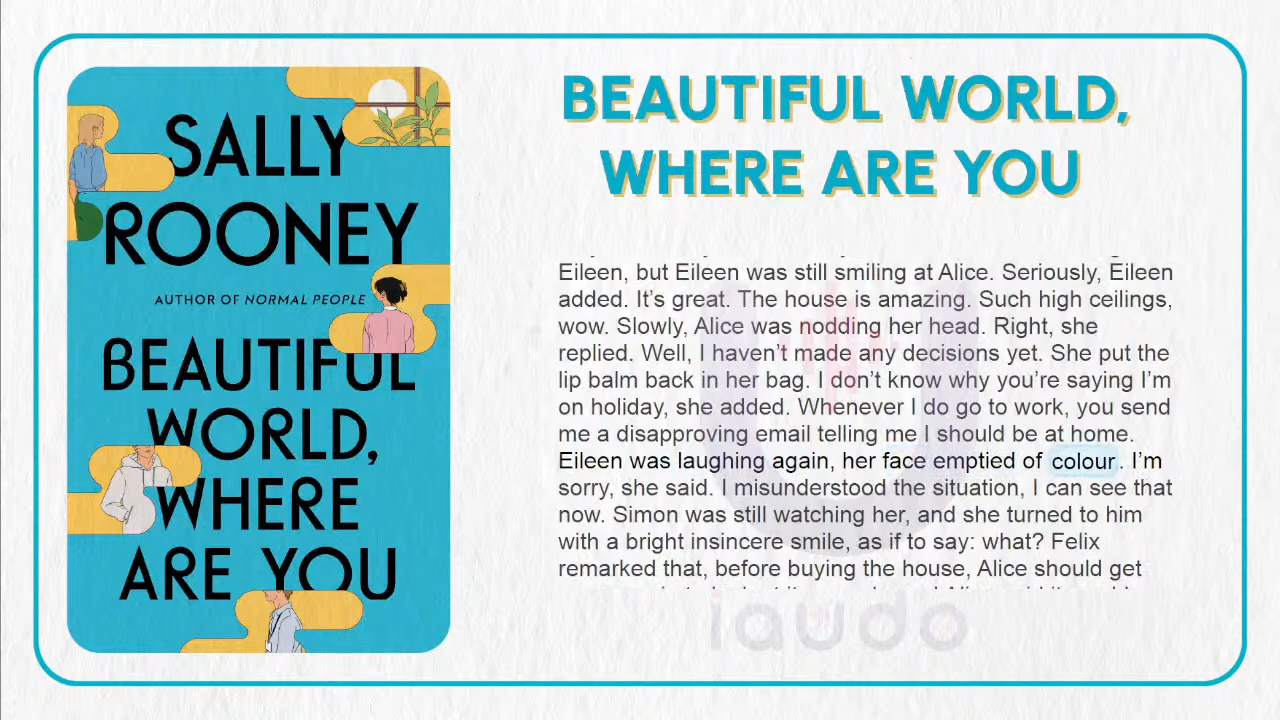 SALLY
ROONEY
AUTHOR OF NORMAL PEOPLE
BEAUTIFUL
WORLD,
WHERE
ARE YOU
BEAUTIFUL WORLD,
WHERE ARE YOU
Eileen, but Eileen was still smiling at Alice. Seriously, Eileen
added. It’s great. The house is amazing. Such high ceilings,
wow. Slowly, Alice was nodding her head. Right, she
replied. Well, I haven’t made any decisions yet. She put the
lip balm back in her bag. I don’t know why you’re saying I’m
on holiday, she added. Whenever I do go to work, you send
me a disapproving email telling me I should be at home.
Eileen was laughing again, her face emptied of colour. I’m
sorry, she said. I misunderstood the situation, I can see that
now. Simon was still watching her, and she turned to him
with a bright insincere smile, as if to say: what? Felix
remarked that, before buying the house, Alice should get
iaudo